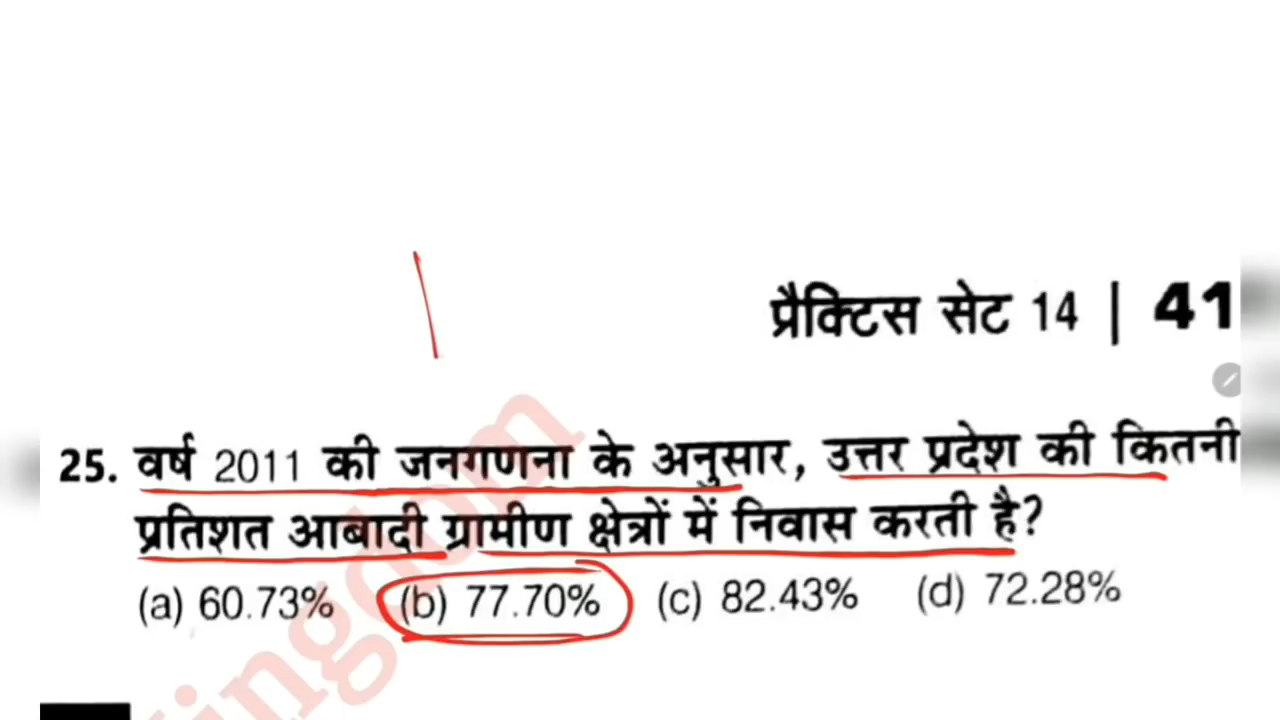 प्रैक्टिस सेट 14 | 41
25. वर्ष 2011 की जनगणना के अनुसार, उत्तर प्रदेश की कितनी
प्रतिशत आबादी ग्रामीण क्षेत्रों में निवास करती है?
(a) 60.73% (b) 77.70% (c) 82.43% (d) 72.28%